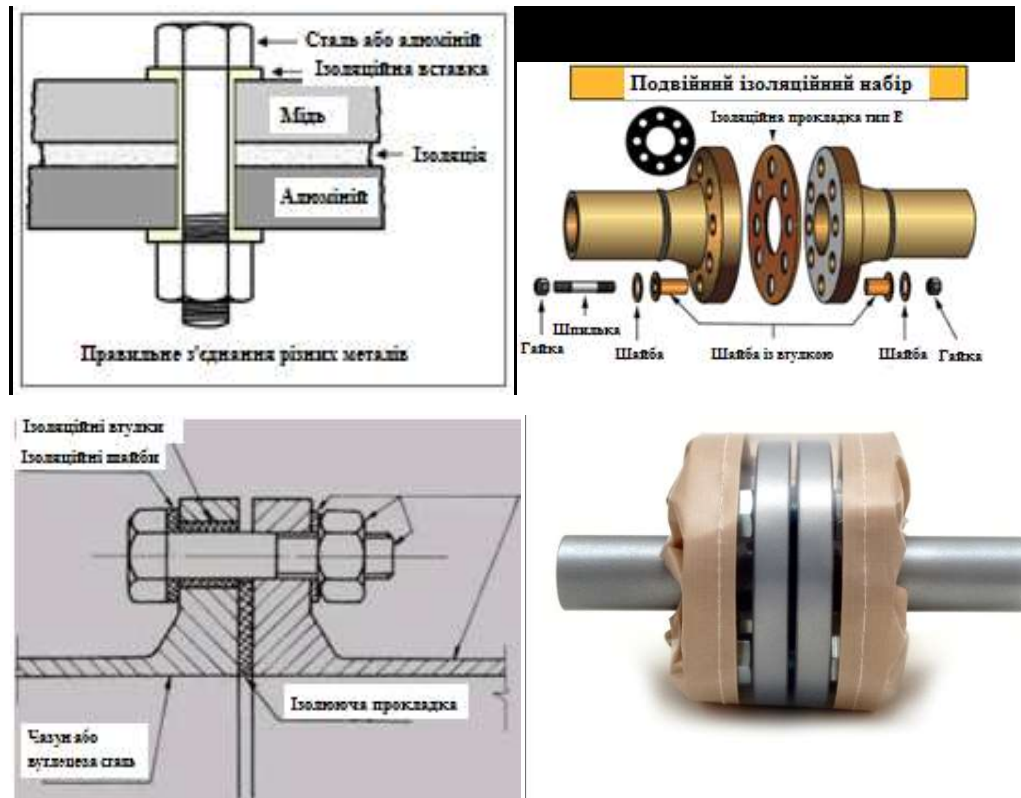 Сталь або алюміній
Ізоляційна вставка
Мідь
Ізоляція
Алюміній
Правильне з'єднання різних металів
Подвійний ізоляційний набір
Ізоляційна прокладка тип Е
Шпилька
Гайка
Шайба
Шайба із втулкою
Шайба
Гайка
Ізоляційні втулки
Ізоляційні шайби
Ізолююча прокладка
Чавун або
вуглецева сталь